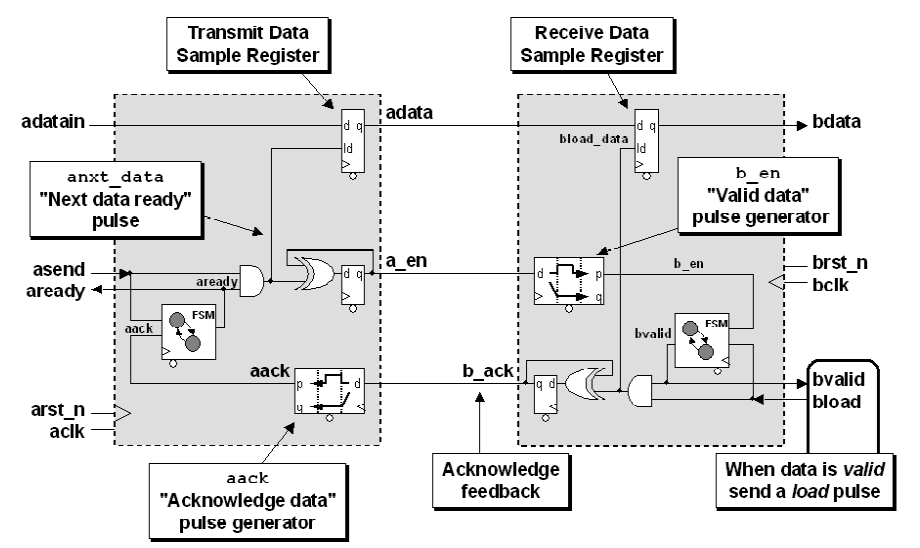 Transmit Data
Sample Register
Receive Data
Sample Register
adatain
d q
ld
adata
bload_data
d q
ld
bdata
anxt_data
"Next data ready"
pulse
b_en
"Valid data"
pulse generator
asend
aready
aready
d q
a_en
d
p
q
b_en
brst_n
bclk
FSM
aack
FSM
bvalid
aack
p
d
q
b_ack
q d
bvalid
bload
arst_n
aclk
aack
"Acknowledge data"
pulse generator
Acknowledge
feedback
When data is valid
send a load pulse